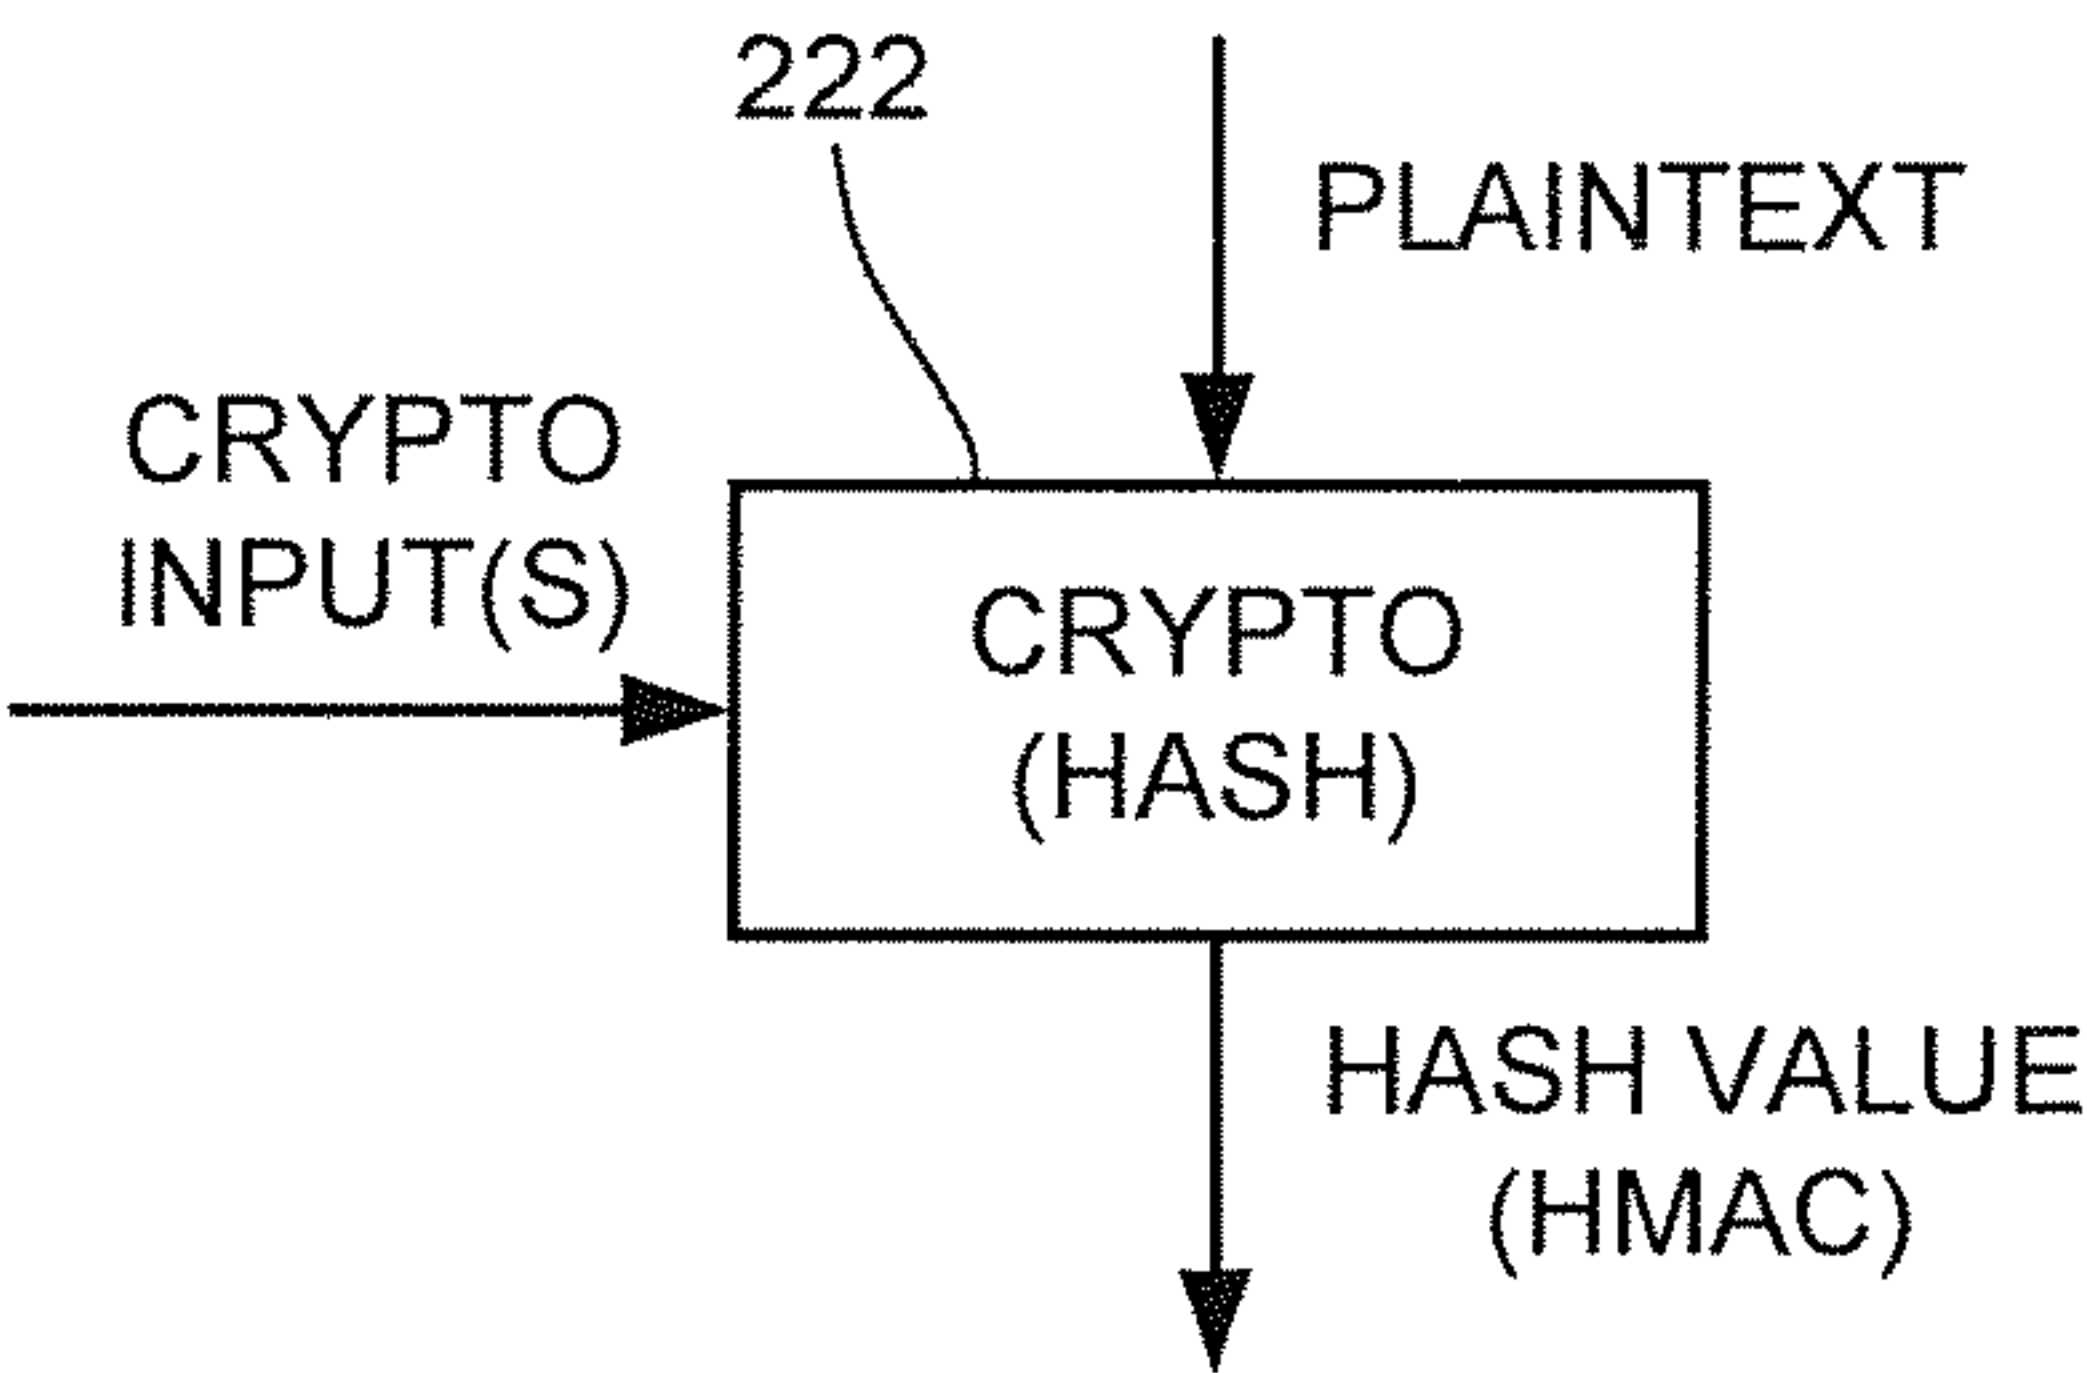 222
PLAINTEXT
CRYPTO
INPUT(S)
CRYPTO
(HASH)
HASH VALUE
(HMAC)